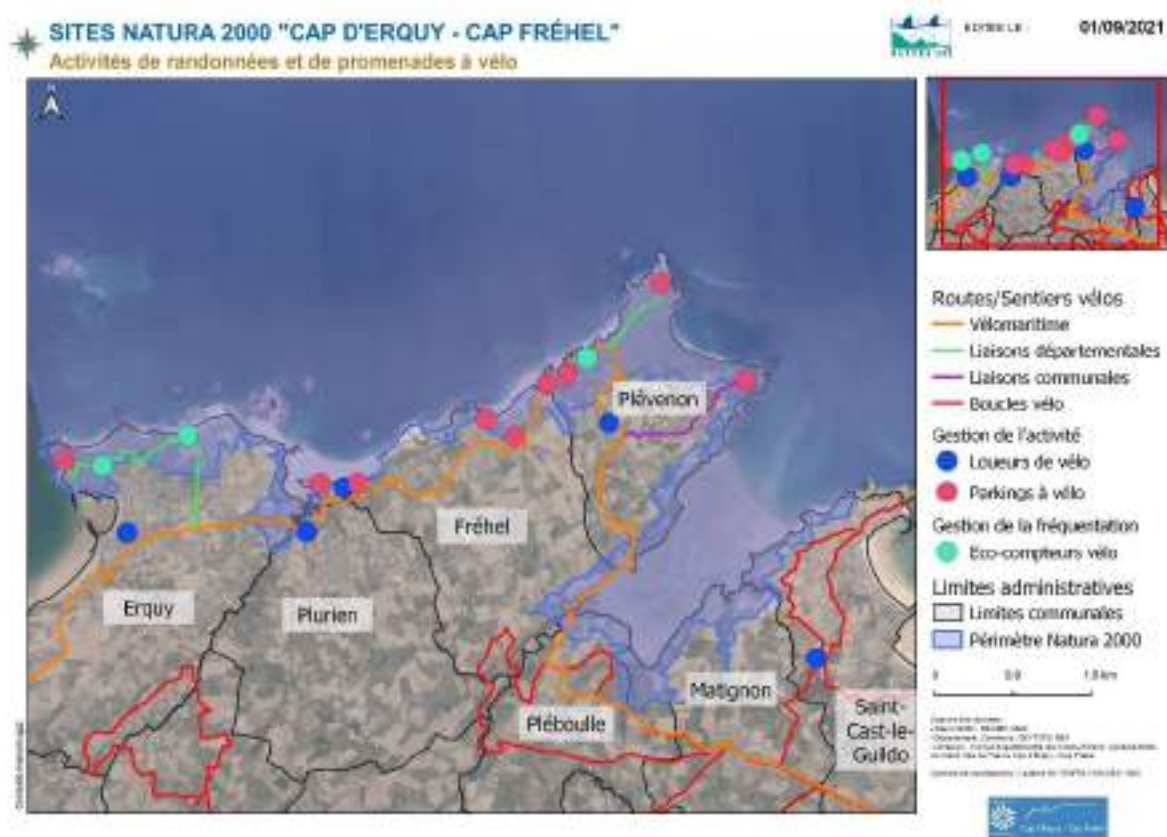 SITES NATURA 2000 "CAP D'ERQUY - CAP FRÉHEL"
Activités de randonnées et de promenades à vélo
01/09/2021
Plévenon
Fréhel
Erquy
Plurien
Pléboulle
Matignon
Saint-
Cast-le-
Guildo
Routes/Sentiers vélos
Vélomaritime
Liaisons départementales
Liaisons communales
Boucles vélo
Gestion de l'activité
Loueurs de vélo
Parkings à vélo
Gestion de la fréquentation
Eco-compteurs vélo
Limites administratives
Limites communales
Périmètre Natura 2000